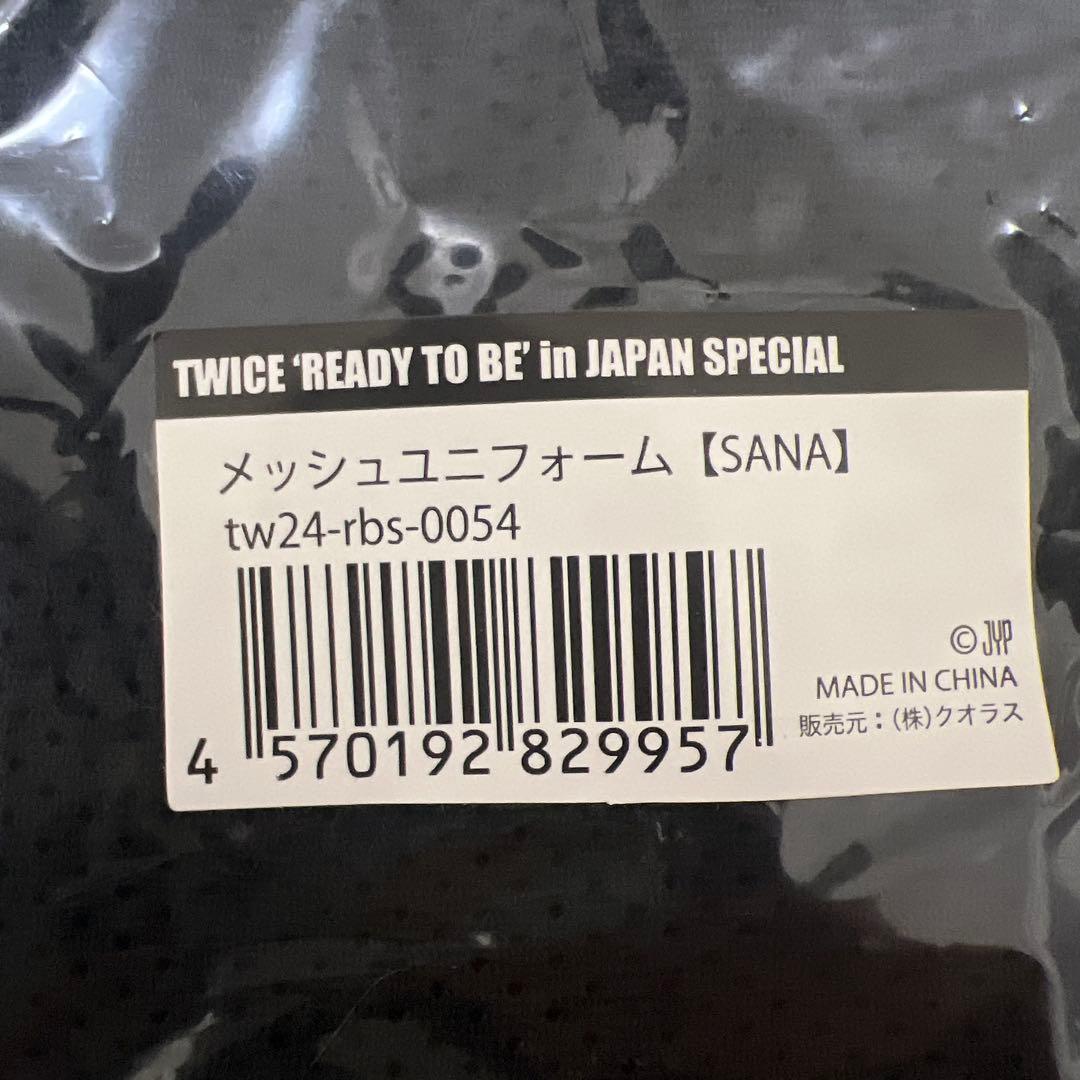 TWICE ‘READY TO BE’ in JAPAN SPECIAL
メッシュユニフォーム【SANA】
tw24-rbs-0054
4 570192 829957
© JYP
MADE IN CHINA
販売元：(株)クオラス